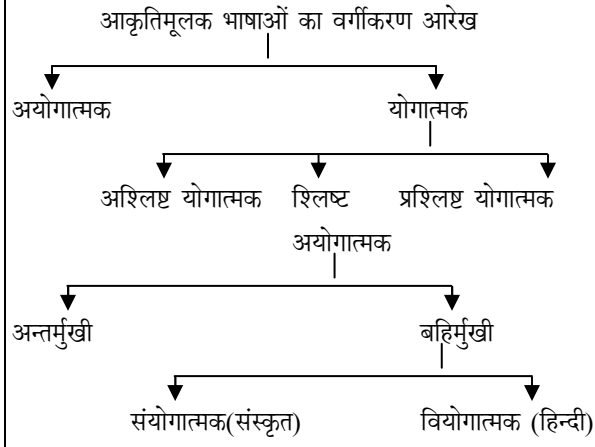 आकृतिमूलक भाषाओं का वर्गीकरण आरेख
अयोगात्मक योगात्मक
अश्लिष्ट योगात्मक श्लिष्ट प्रश्लिष्ट योगात्मक
अयोगात्मक
अन्तर्मुखी बहिर्मुखी
संयोगात्मक(संस्कृत) वियोगात्मक (हिन्दी)